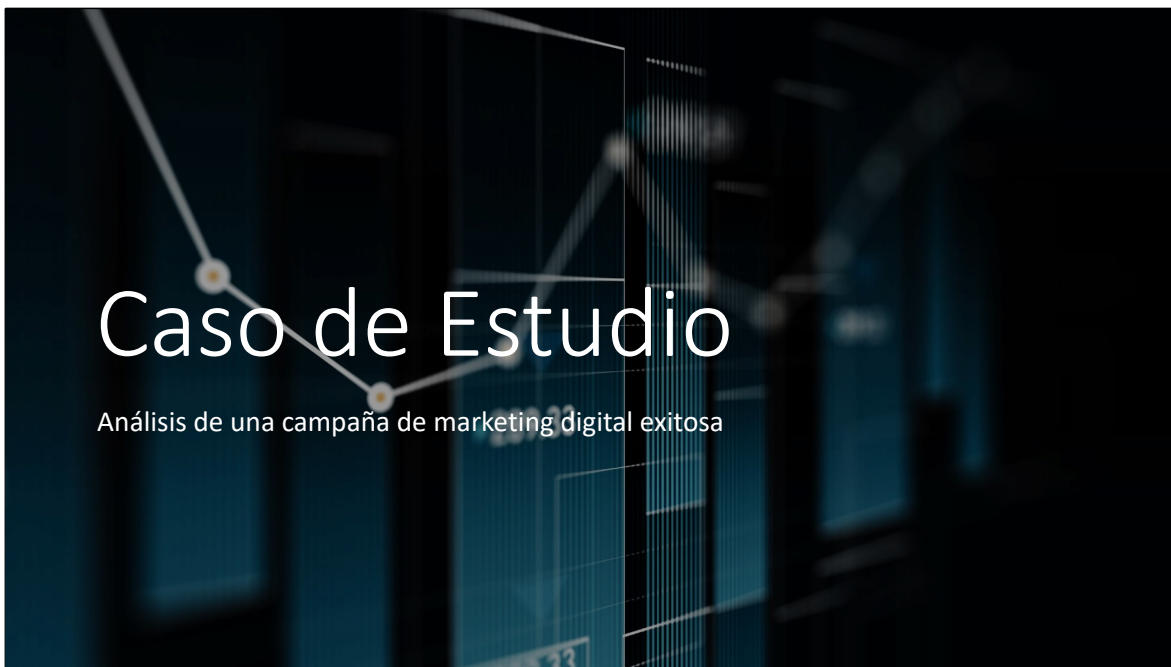 Caso de Estudio
Análisis de una campaña de marketing digital exitosa